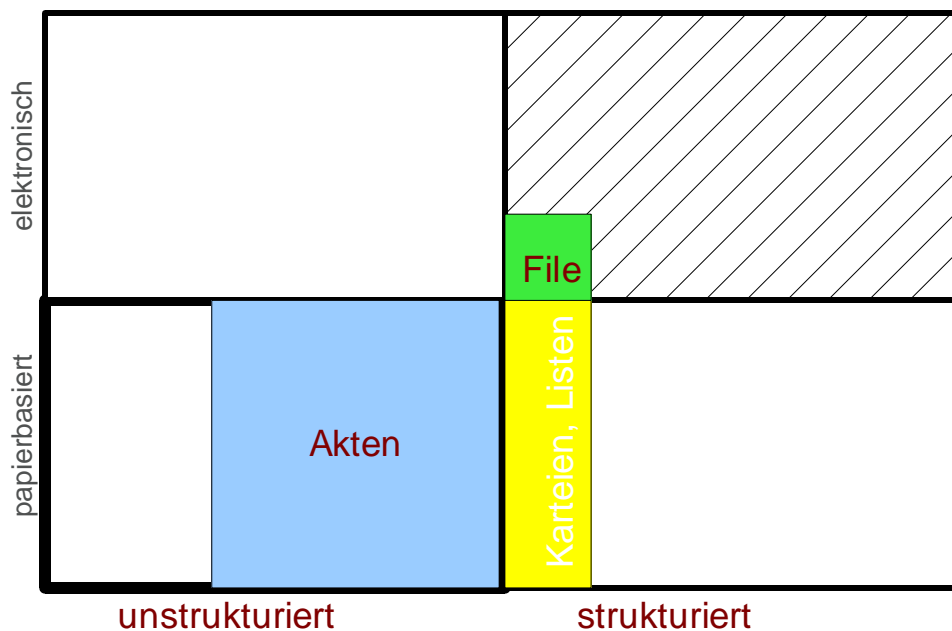 elektronisch
File
papierbasiert
Akten
Karteien, Listen
unstrukturiert
strukturiert